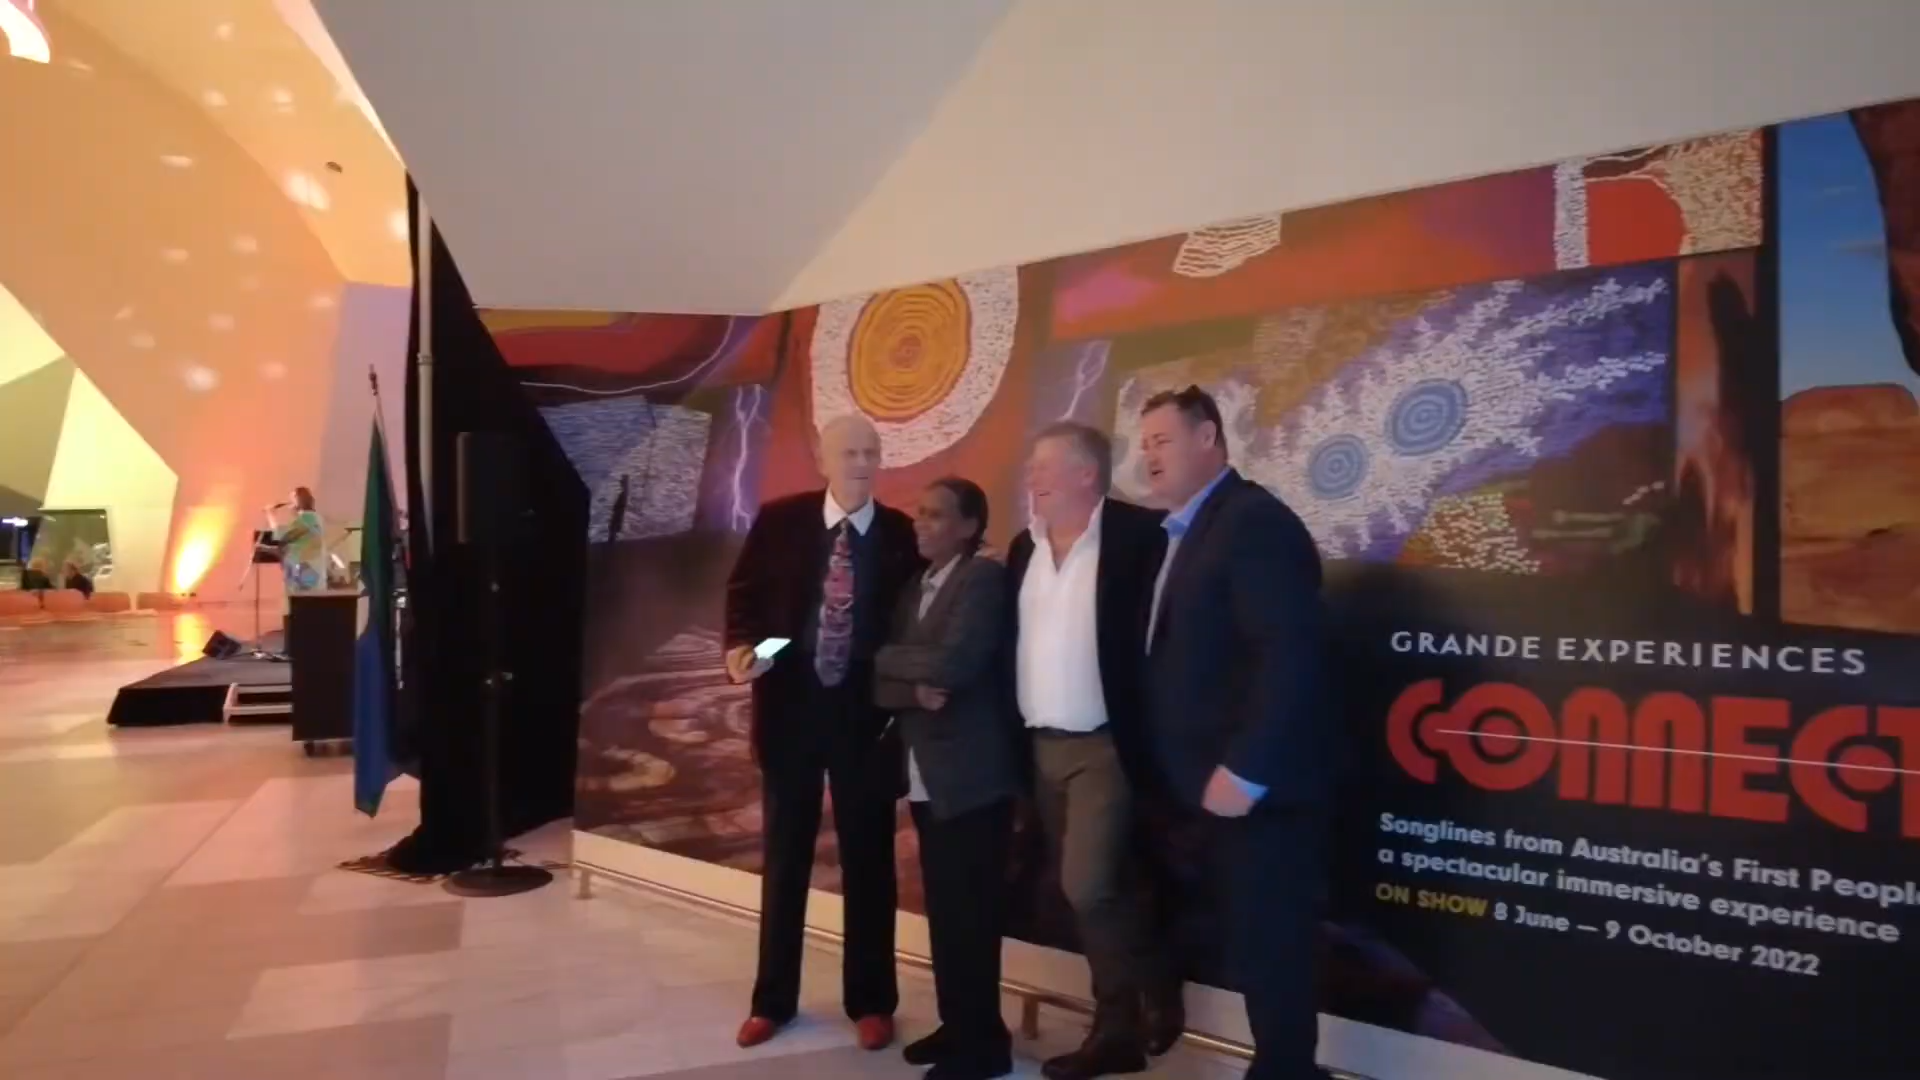 GRANDE EXPERIENCES
CONNECT
Songlines from Australia's First People
a spectacular immersive experience
ON SHOW 8 June – 9 October 2022